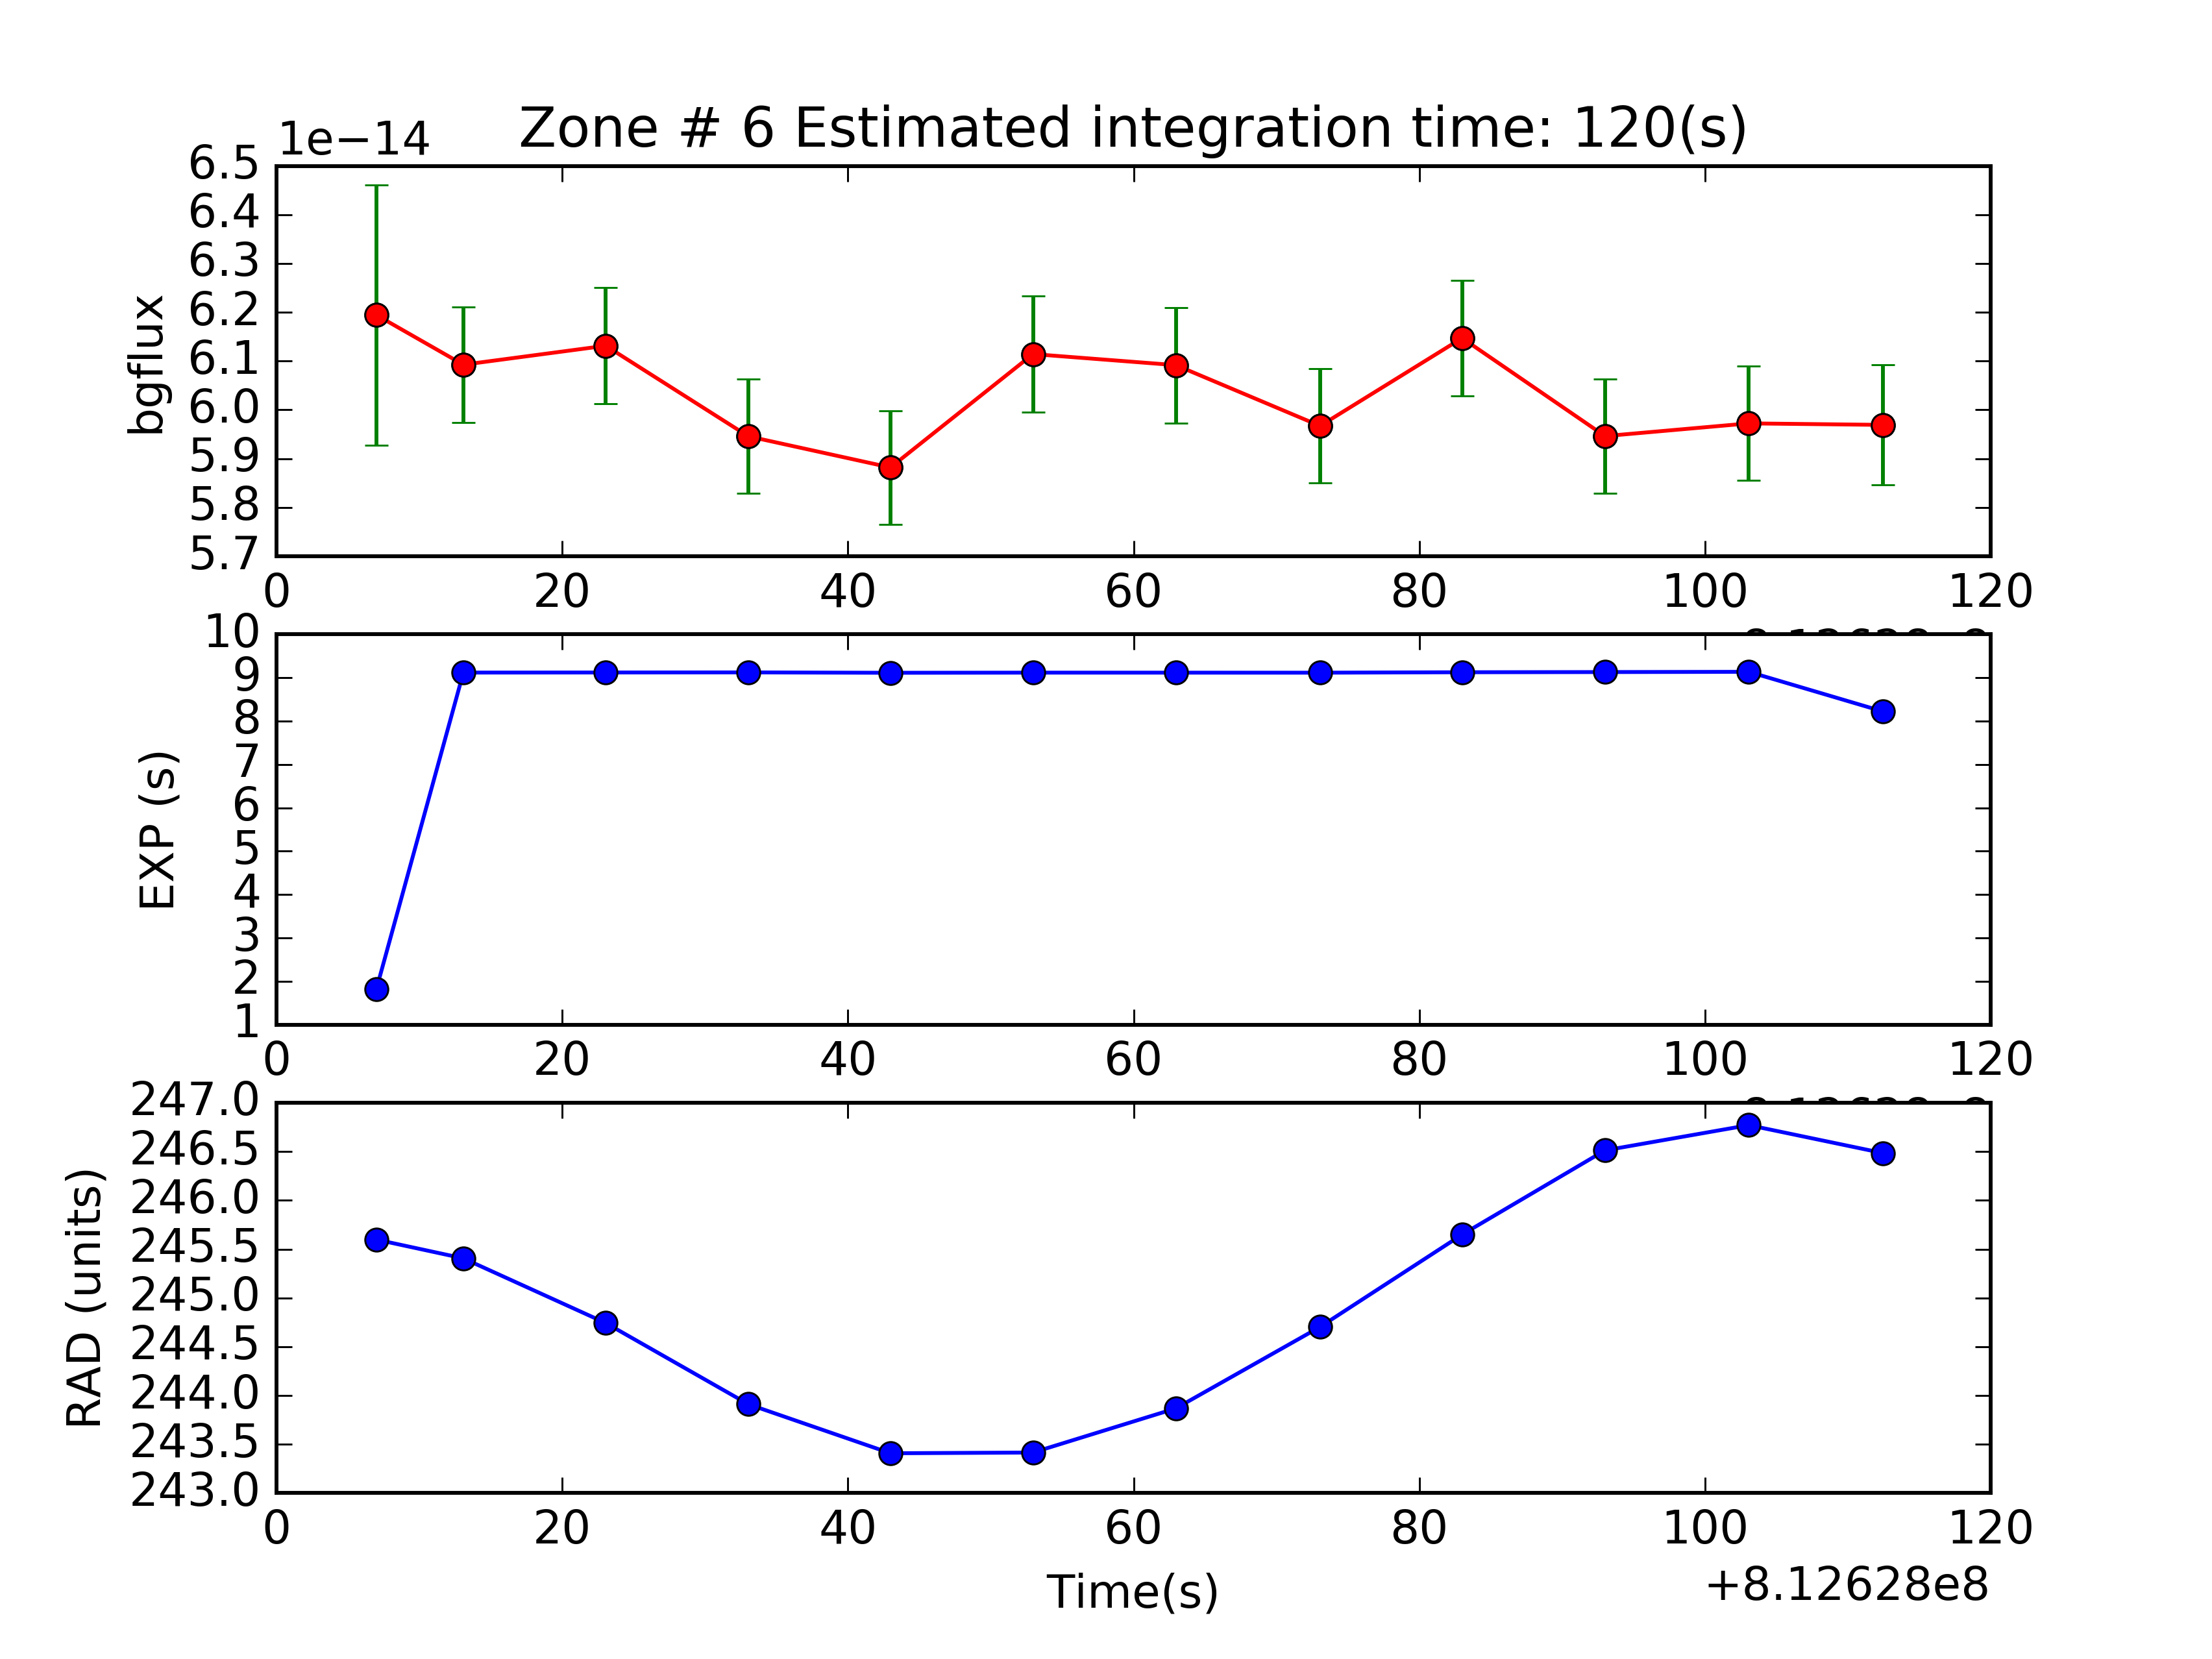 Zone # 6 Estimated integration time: 120(s)
1e−14
6.5
6.4
6.3
6.2
6.1
6.0
5.9
5.8
5.7
bgflux
0 20 40 60 80 100 120
10
9
8
7
6
5
4
3
2
1
EXP (s)
0 20 40 60 80 100 120
247.0
246.5
246.0
245.5
245.0
244.5
244.0
243.5
243.0
RAD (units)
0 20 40 60 80 100 120
Time(s)
+8.12628e8